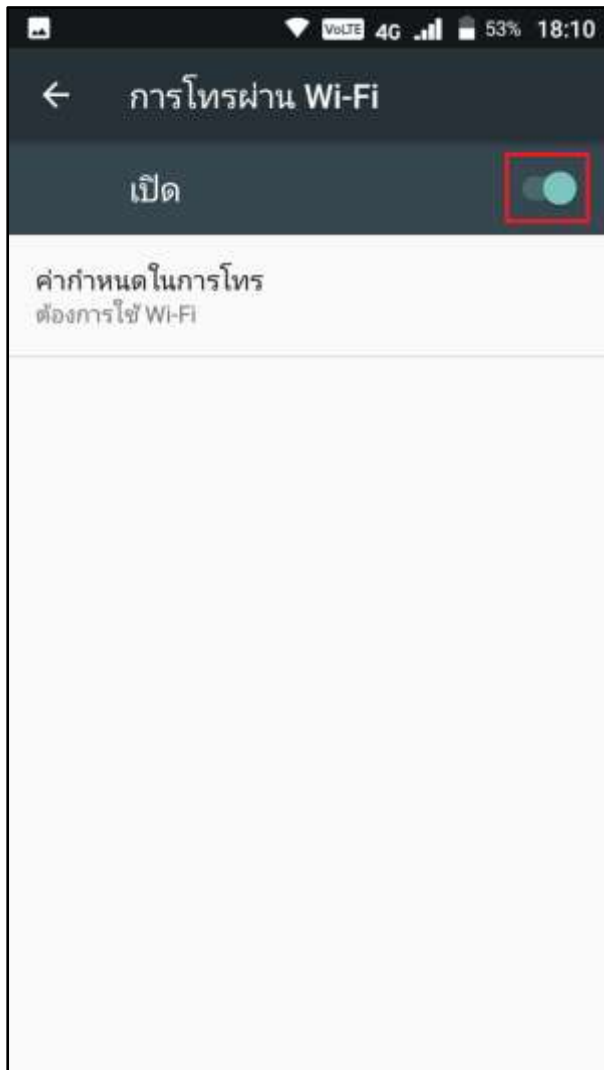 VoLTE 4G 53% 18:10
การโทรผ่าน Wi-Fi
เปิด
ค่ากำหนดในการโทร
ต้องการใช้ Wi-Fi